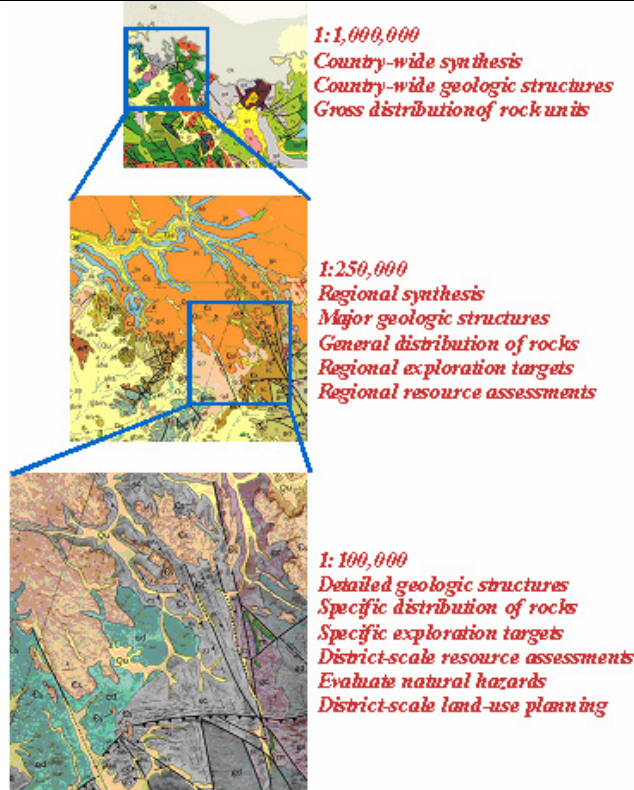 1:1,000,000
Country-wide synthesis
Country-wide geologic structures
Gross distribution of rock units
1:250,000
Regional synthesis
Major geologic structures
General distribution of rocks
Regional exploration targets
Regional resource assessments
1:100,000
Detailed geologic structures
Specific distribution of rocks
Specific exploration targets
District-scale resource assessments
Evaluate natural hazards
District-scale land-use planning